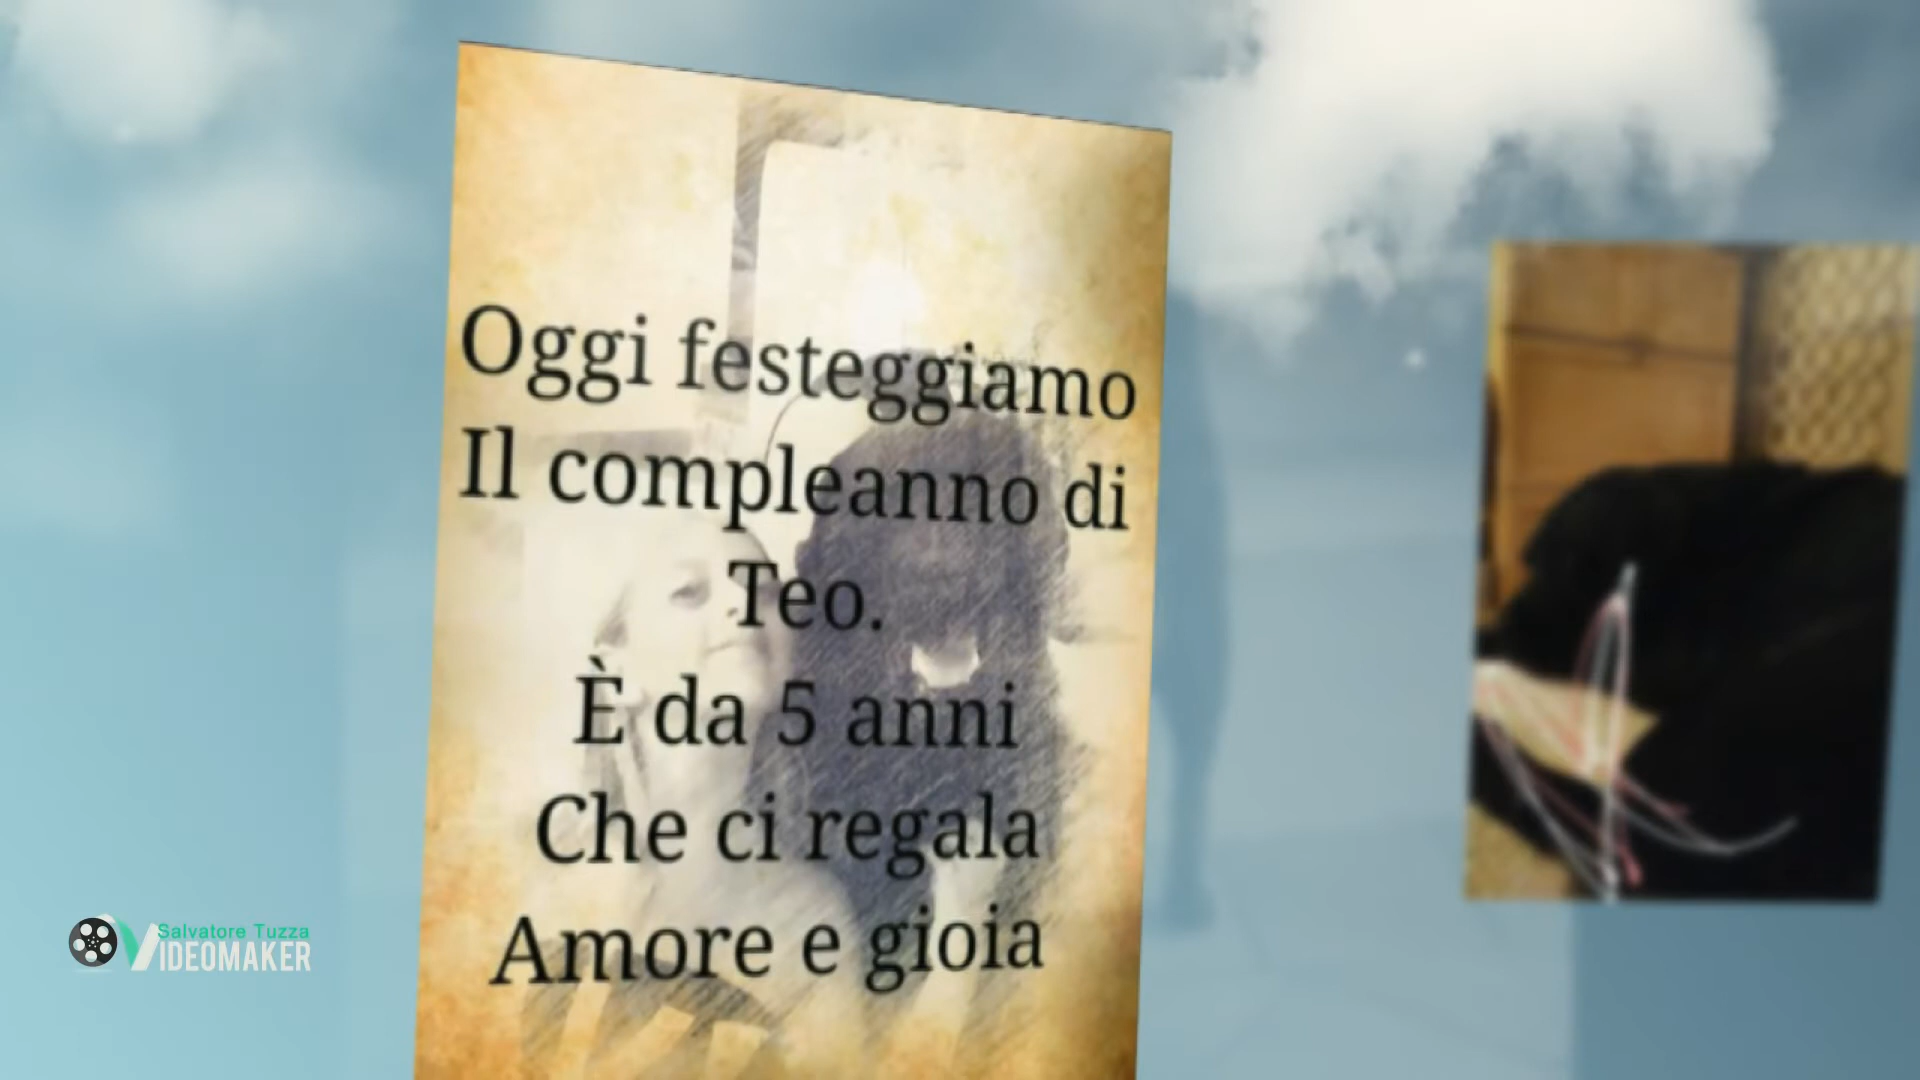 Oggi festeggiamo
Il compleanno di
Teo.
È da 5 anni
Che ci regala
Amore e gioia
Salvatore Tuzza
VIDEOMAKER